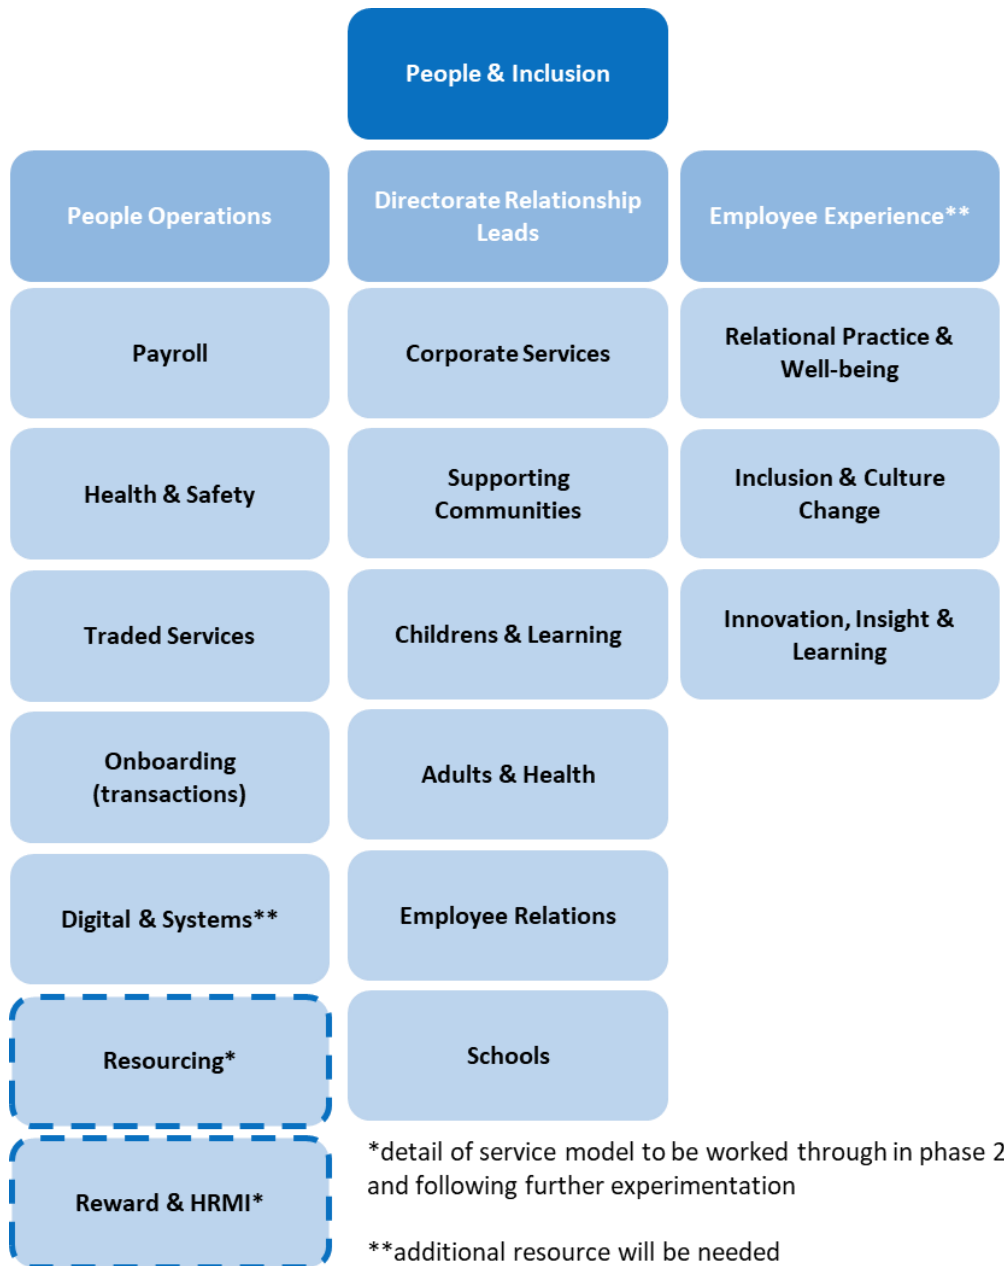 People & Inclusion
People Operations
Directorate Relationship
Leads
Employee Experience**
Payroll
Corporate Services
Relational Practice &
Well-being
Health & Safety
Supporting
Communities
Inclusion & Culture
Change
Traded Services
Childrens & Learning
Innovation, Insight &
Learning
Onboarding
(transactions)
Adults & Health
Digital & Systems**
Employee Relations
Resourcing*
Schools
Reward & HRMI*
*detail of service model to be worked through in phase 2
and following further experimentation
**additional resource will be needed